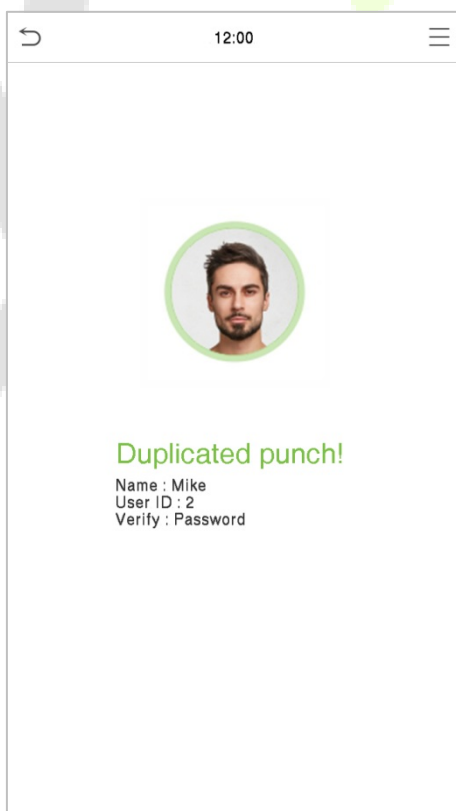 12:00
Duplicated punch!
Name : Mike
User ID : 2
Verify : Password